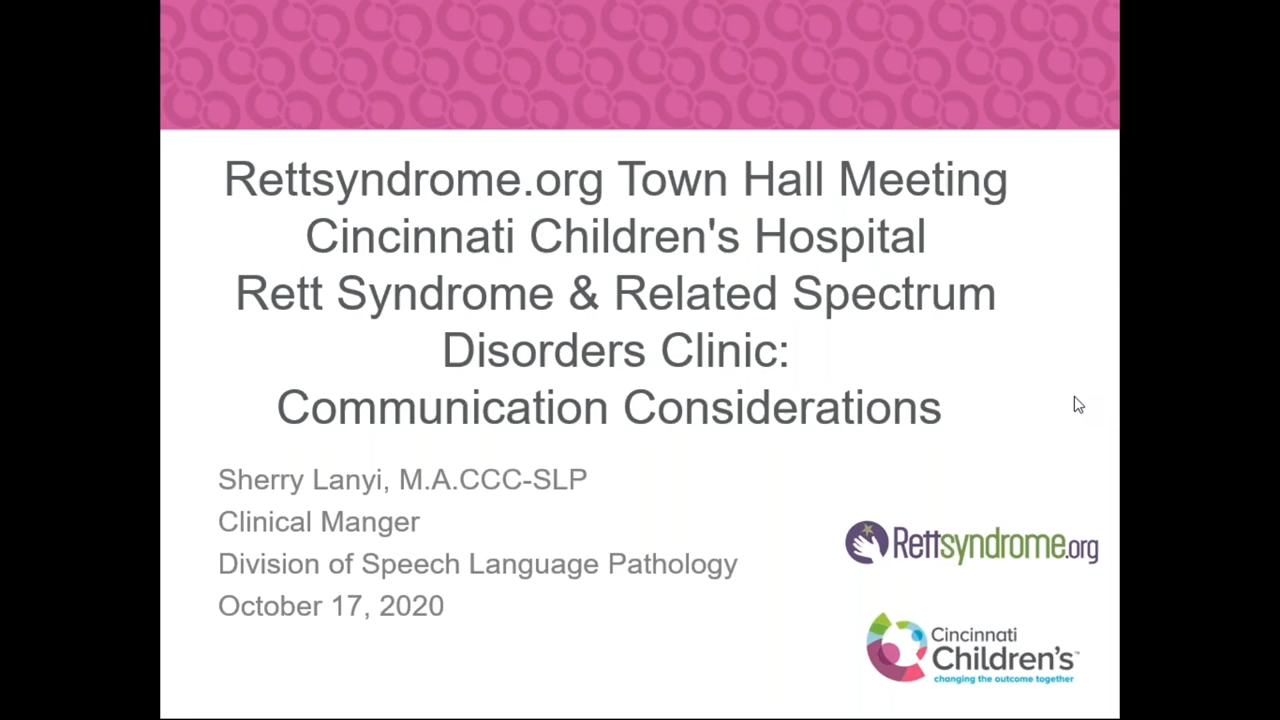 Rettsyndrome.org Town Hall Meeting
Cincinnati Children's Hospital
Rett Syndrome & Related Spectrum
Disorders Clinic:
Communication Considerations
Sherry Lanyi, M.A.CCC-SLP
Clinical Manger
Division of Speech Language Pathology
October 17, 2020
Rettsyndrome.org
Cincinnati
Children's™
changing the outcome together